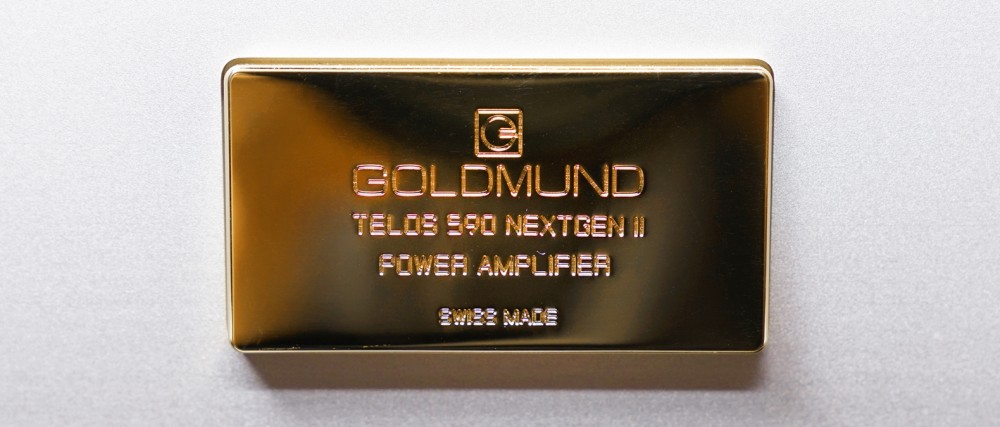 G
GOLDMUND
TELOS 590 NEXTGEN II
POWER AMPLIFIER
SWISS MADE